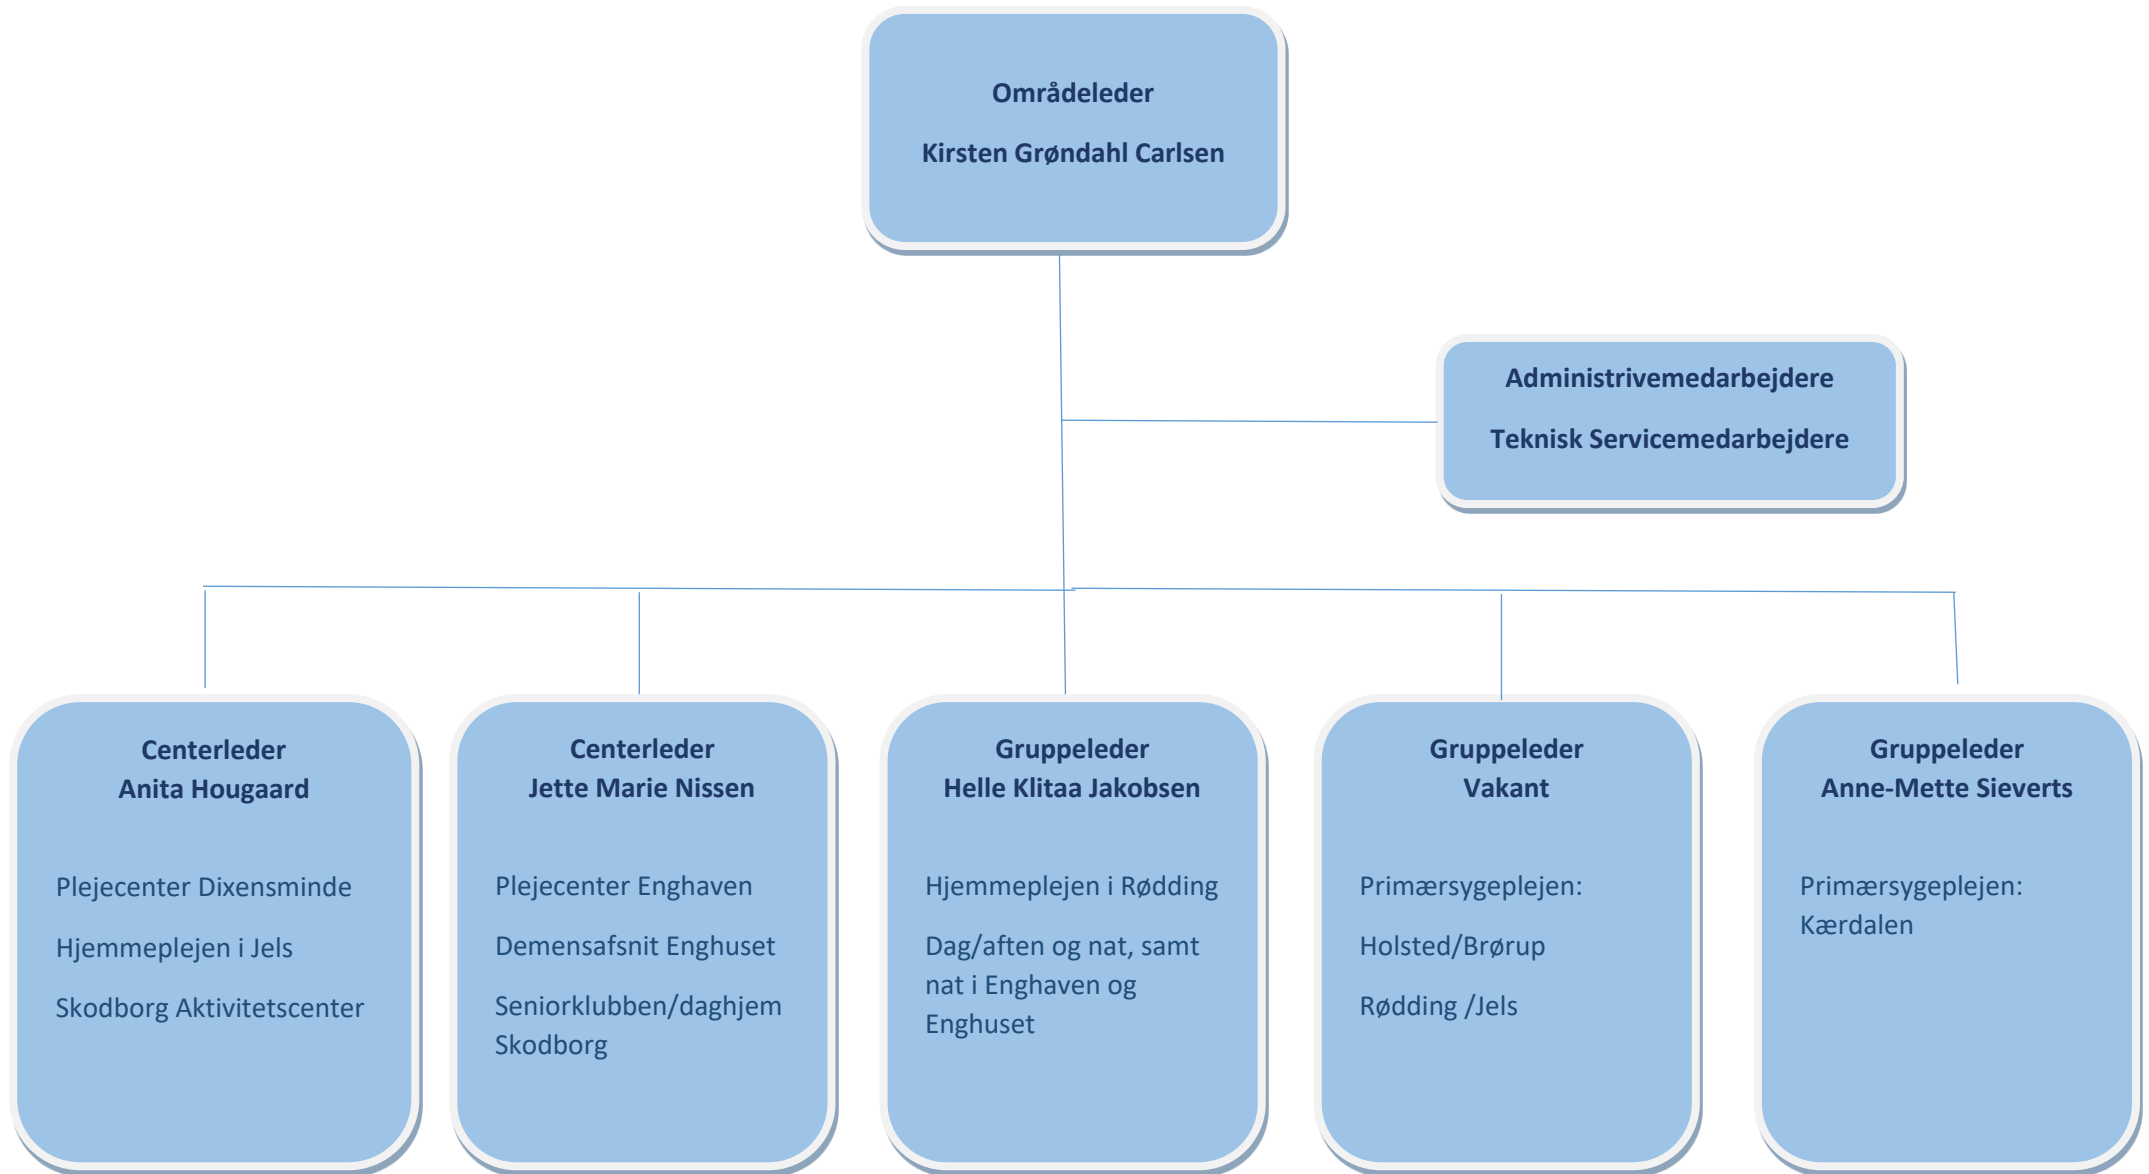 Områdeleder
Kirsten Grøndahl Carlsen
Administrivemedarbejdere
Teknisk Servicemedarbejdere
Centerleder
Anita Hougaard
Plejecenter Dixensminde
Hjemmeplejen i Jels
Skodborg Aktivitetscenter
Centerleder
Jette Marie Nissen
Plejecenter Enghaven
Demensafsnit Enghuset
Seniorklubben/daghjem
Skodborg
Gruppeleder
Helle Klitaa Jakobsen
Hjemmeplejen i Rødding
Dag/aften og nat, samt
nat i Enghaven og
Enghuset
Gruppeleder
Vakant
Primærsygeplejen:
Holsted/Brørup
Rødding /Jels
Gruppeleder
Anne-Mette Sieverts
Primærsygeplejen:
Kærdalen